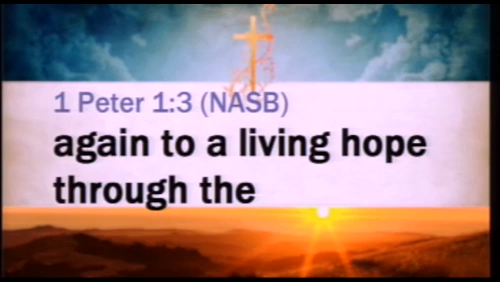 1 Peter 1:3 (NASB)
again to a living hope
through the